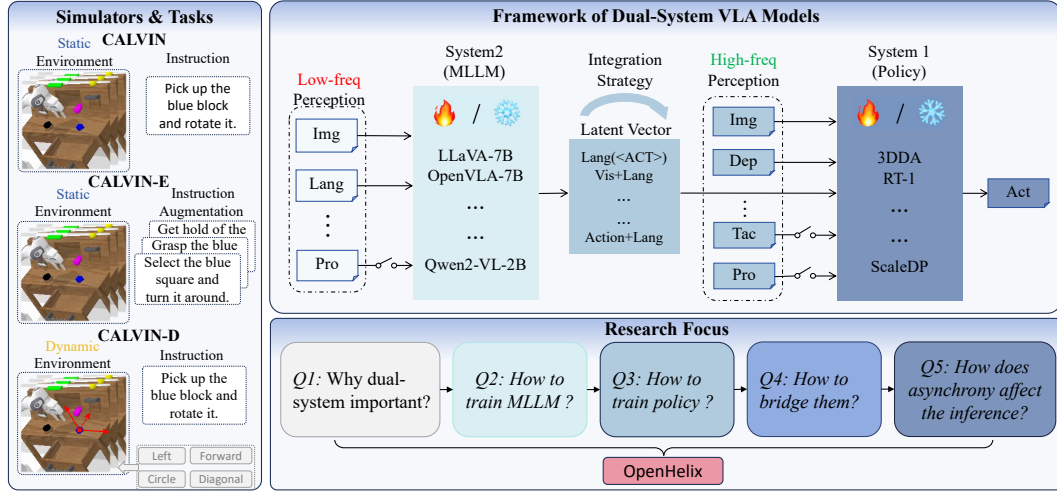 Simulators & Tasks
CALVIN
Static
Environment
Instruction
Pick up the
blue block
and rotate it.
CALVIN-E
Static
Environment
Instruction
Augmentation
Get hold of the
Grasp the blue
Select the blue
square and
turn it around.
CALVIN-D
Dynamic
Environment
Instruction
Pick up the
blue block and
rotate it.
Left
Forward
Circle
Diagonal
Framework of Dual-System VLA Models
Low-freq
Perception
Img
Lang
Pro
System2
(MLLM)
/
LLaVA-7B
OpenVLA-7B
...
...
Qwen2-VL-2B
Integration
Strategy
Latent Vector
Lang(<ACT>)
Vis+Lang
...
...
Action+Lang
High-freq
Perception
Img
Dep
Tac
Pro
System 1
(Policy)
/
3DDA
RT-1
...
...
ScaleDP
Act
Research Focus
Q1: Why dual-
system important?
Q2: How to
train MLLM ?
Q3: How to
train policy ?
Q4: How to
bridge them?
Q5: How does
asynchrony affect
the inference?
OpenHelix